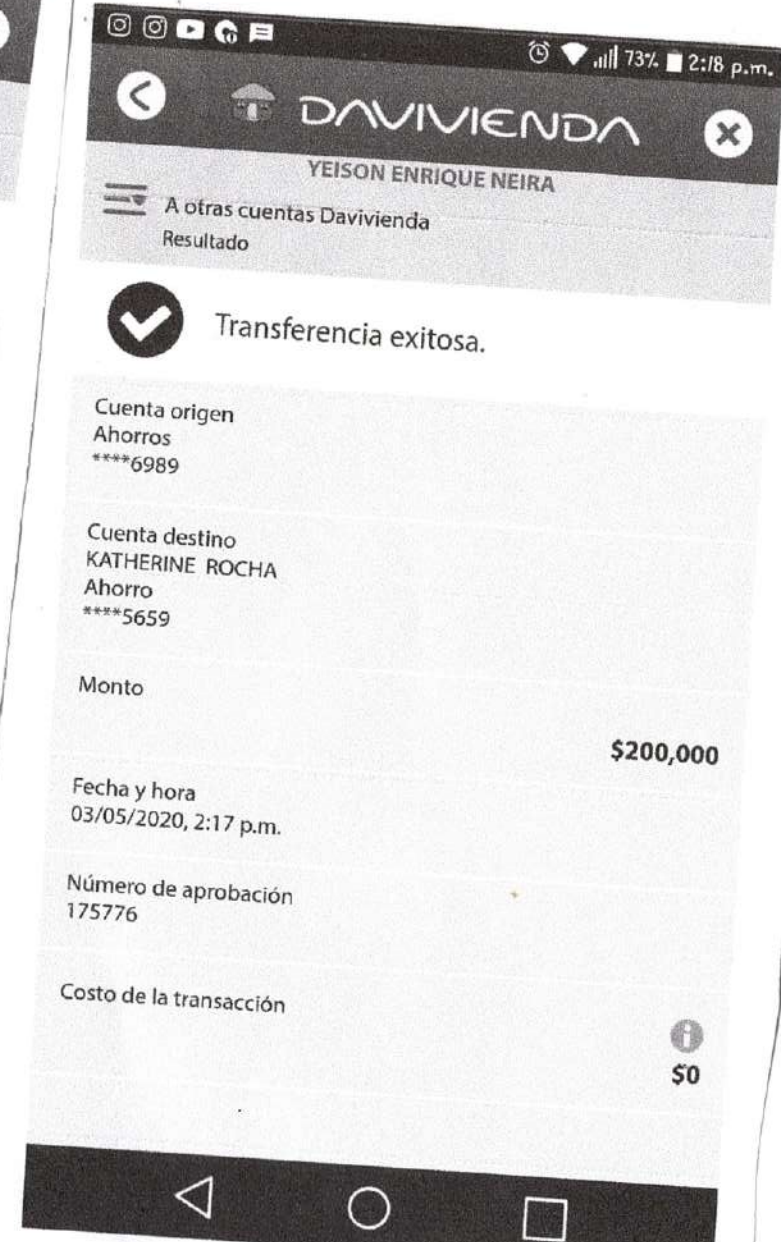 73% 2:18 p.m.
DAVIVIENDA
YEISON ENRIQUE NEIRA
A otras cuentas Davivienda
Resultado
Transferencia exitosa.
Cuenta origen
Ahorros
****6989
Cuenta destino
KATHERINE ROCHA
Ahorro
****5659
Monto
$200,000
Fecha y hora
03/05/2020, 2:17 p.m.
Número de aprobación
175776
Costo de la transacción
$0